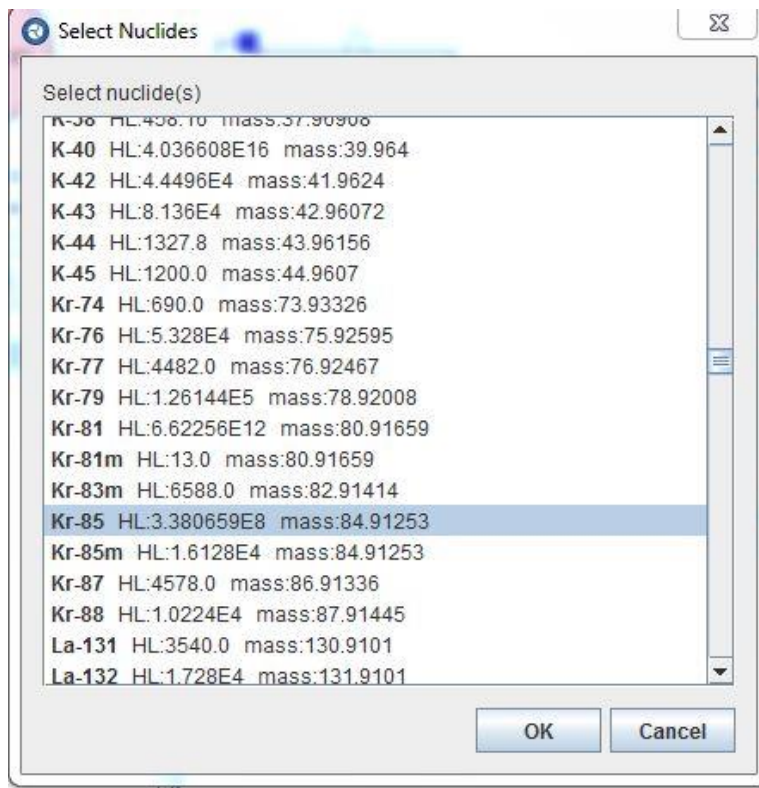 Select Nuclides
Select nuclide(s)
K-38 HL:458.16 mass:37.96908
K-40 HL:4.036608E16 mass:39.964
K-42 HL:4.4496E4 mass:41.9624
K-43 HL:8.136E4 mass:42.96072
K-44 HL:1327.8 mass:43.96156
K-45 HL:1200.0 mass:44.9607
Kr-74 HL:690.0 mass:73.93326
Kr-76 HL:5.328E4 mass:75.92595
Kr-77 HL:4482.0 mass:76.92467
Kr-79 HL:1.26144E5 mass:78.92008
Kr-81 HL:6.62256E12 mass:80.91659
Kr-81m HL:13.0 mass:80.91659
Kr-83m HL:6588.0 mass:82.91414
Kr-85 HL:3.380659E8 mass:84.91253
Kr-85m HL:1.6128E4 mass:84.91253
Kr-87 HL:4578.0 mass:86.91336
Kr-88 HL:1.0224E4 mass:87.91445
La-131 HL:3540.0 mass:130.9101
La-132 HL:1.728E4 mass:131.9101
OK Cancel